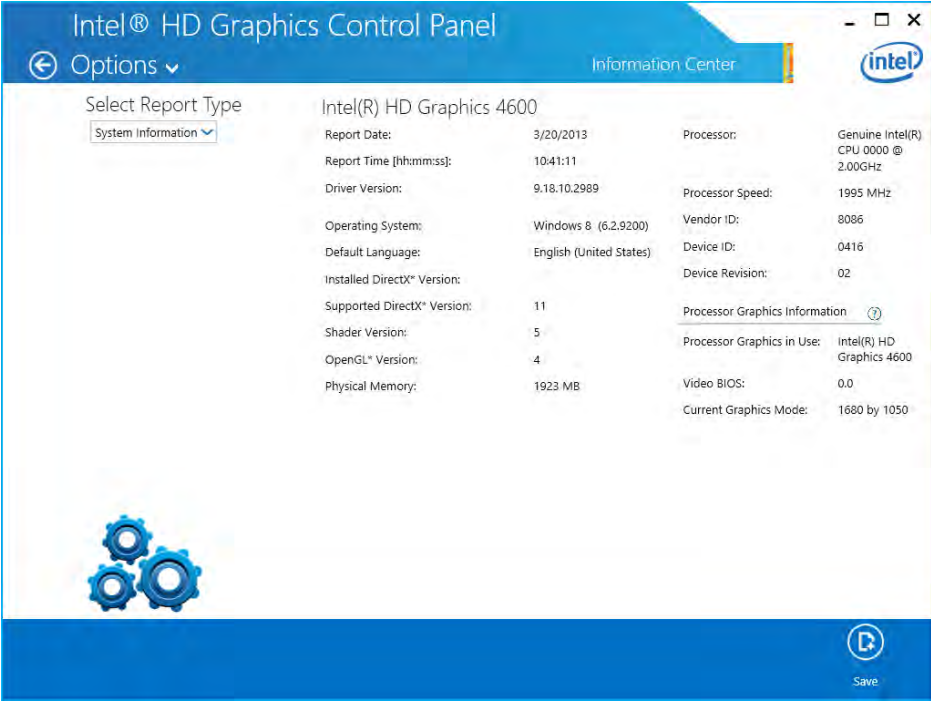 Intel® HD Graphics Control Panel
Options
Information Center
intel
Select Report Type
System Information
Intel(R) HD Graphics 4600
Report Date: 3/20/2013
Report Time [hh:mm:ss]: 10:41:11
Driver Version: 9.18.10.2989
Operating System: Windows 8 (6.2.9200)
Default Language: English (United States)
Installed DirectX* Version:
Supported DirectX* Version: 11
Shader Version: 5
OpenGL* Version: 4
Physical Memory: 1923 MB
Processor: Genuine Intel(R)
CPU 0000 @
2.00GHz
Processor Speed: 1995 MHz
Vendor ID: 8086
Device ID: 0416
Device Revision: 02
Processor Graphics Information ?
Processor Graphics in Use: Intel(R) HD
Graphics 4600
Video BIOS: 0.0
Current Graphics Mode: 1680 by 1050
Save